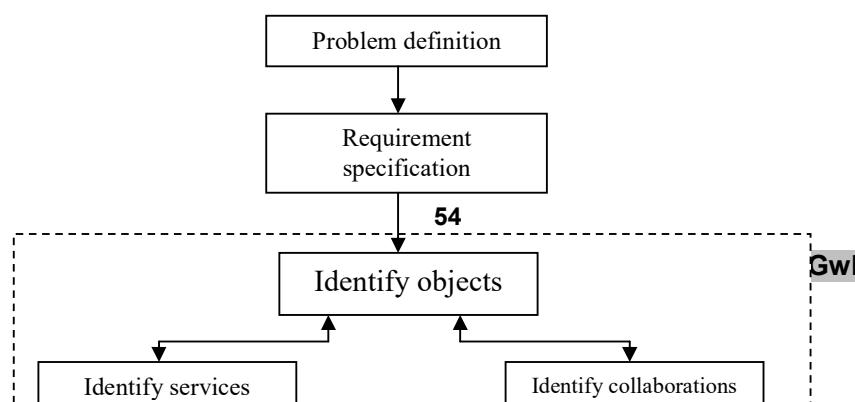 Problem definition
Requirement
specification
54
Identify objects
Identify services
Identify collaborations